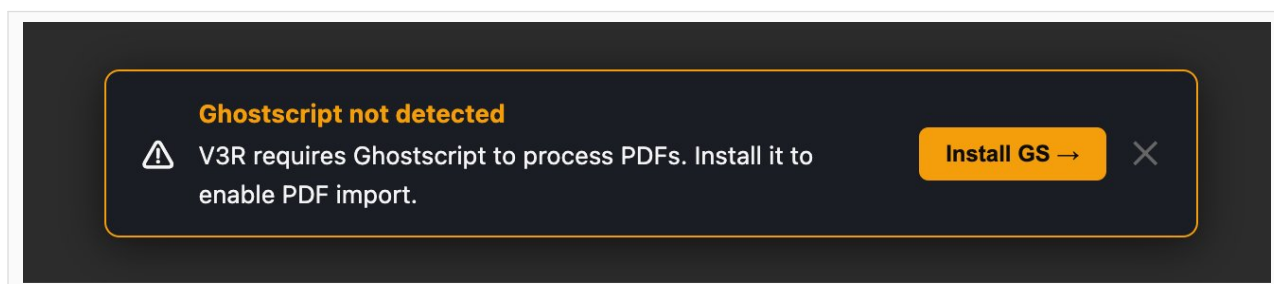 Ghostscript not detected
V3R requires Ghostscript to process PDFs. Install it to
enable PDF import.
Install GS →